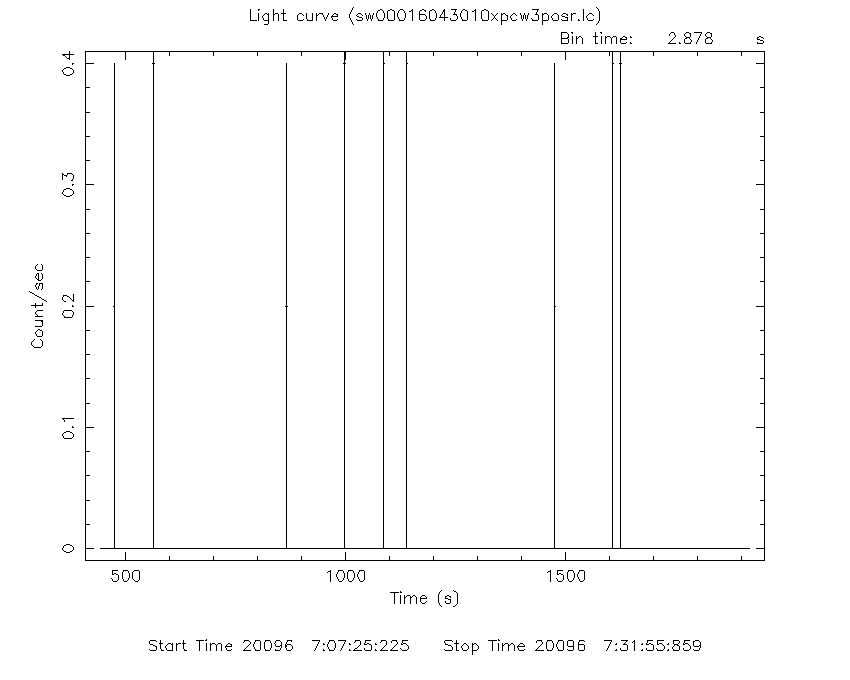 Light curve (sw00016043010xpcw3posr.lc)
Bin time: 2.878 s
0.4
0.3
0.2
0.1
0
Count/sec
500 1000 1500
Time (s)
Start Time 20096 7:07:25:225 Stop Time 20096 7:31:55:859